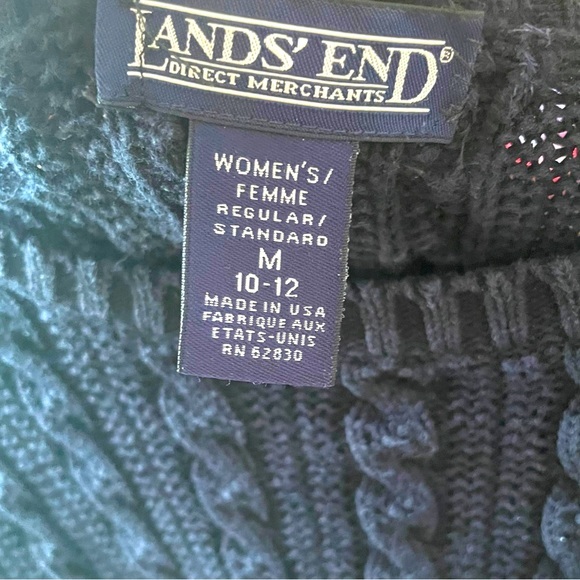 LANDS' END®
DIRECT MERCHANTS
WOMEN'S/
FEMME
REGULAR/
STANDARD
M
10-12
MADE IN USA
FABRIQUE AUX
ETATS-UNIS
RN 62830